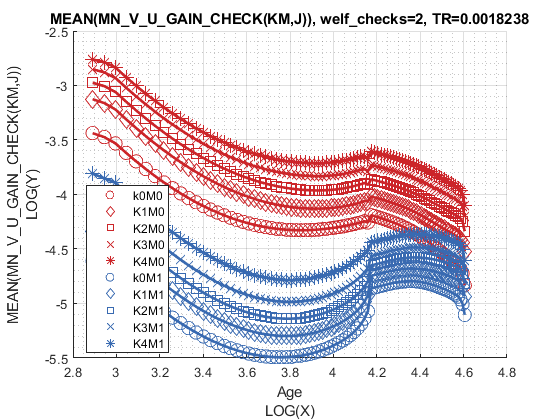 MEAN(MN_V_U_GAIN_CHECK(KM,J)), welf_checks=2, TR=0.0018238
MEAN(MN_V_U_GAIN_CHECK(KM,J))
LOG(Y)
-2.5
-3
-3.5
-4
-4.5
-5
-5.5
k0M0
K1M0
K2M0
K3M0
K4M0
k0M1
K1M1
K2M1
K3M1
K4M1
2.8
3
3.2
3.4
3.6
3.8
4
4.2
4.4
4.6
4.8
Age
LOG(X)